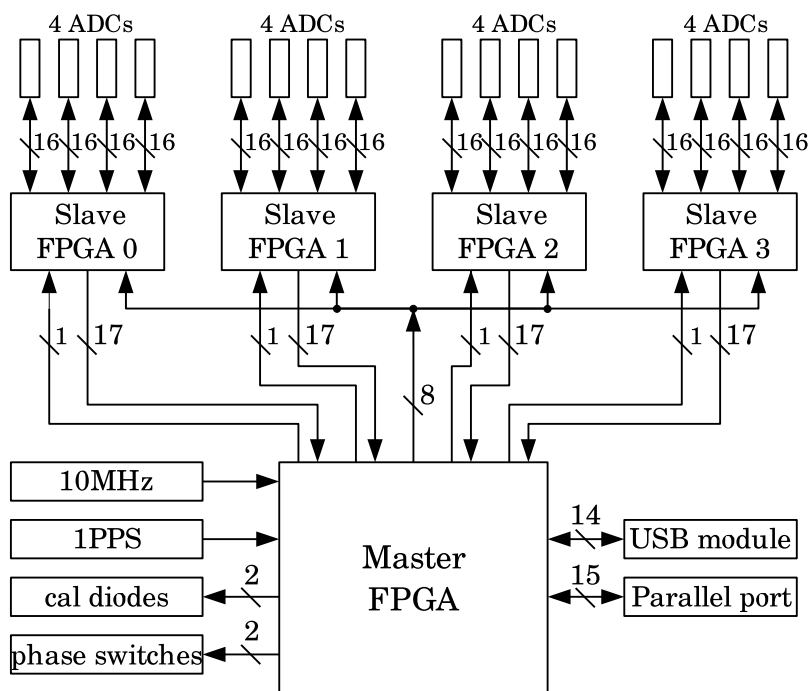 4 ADCs 4 ADCs 4 ADCs 4 ADCs
16 16 16 16 16 16 16 16 16 16 16 16 16 16 16 16
Slave Slave Slave Slave
FPGA 0 FPGA 1 FPGA 2 FPGA 3
1 17 1 17 1 17 1 17
8
10MHz
14
1PPS
USB module
Master
2
15
cal diodes
FPGA
Parallel port
2
phase switches